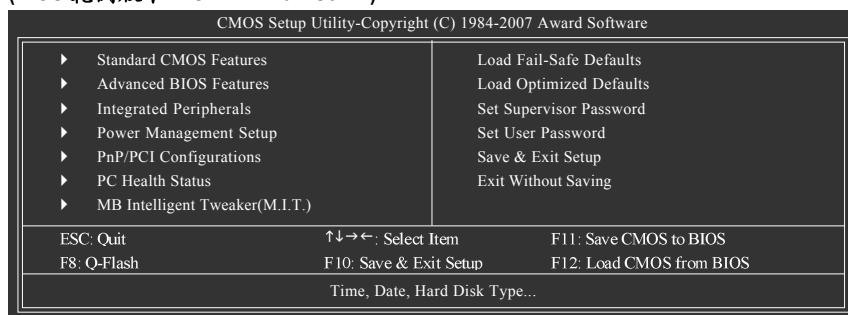 CMOS Setup Utility-Copyright (C) 1984-2007 Award Software
Standard CMOS Features
Advanced BIOS Features
Integrated Peripherals
Power Management Setup
PnP/PCI Configurations
PC Health Status
MB Intelligent Tweaker(M.I.T.)
Load Fail-Safe Defaults
Load Optimized Defaults
Set Supervisor Password
Set User Password
Save & Exit Setup
Exit Without Saving
ESC: Quit ↑↓→←: Select Item F11: Save CMOS to BIOS
F8: Q-Flash F10: Save & Exit Setup F12: Load CMOS from BIOS
Time, Date, Hard Disk Type...